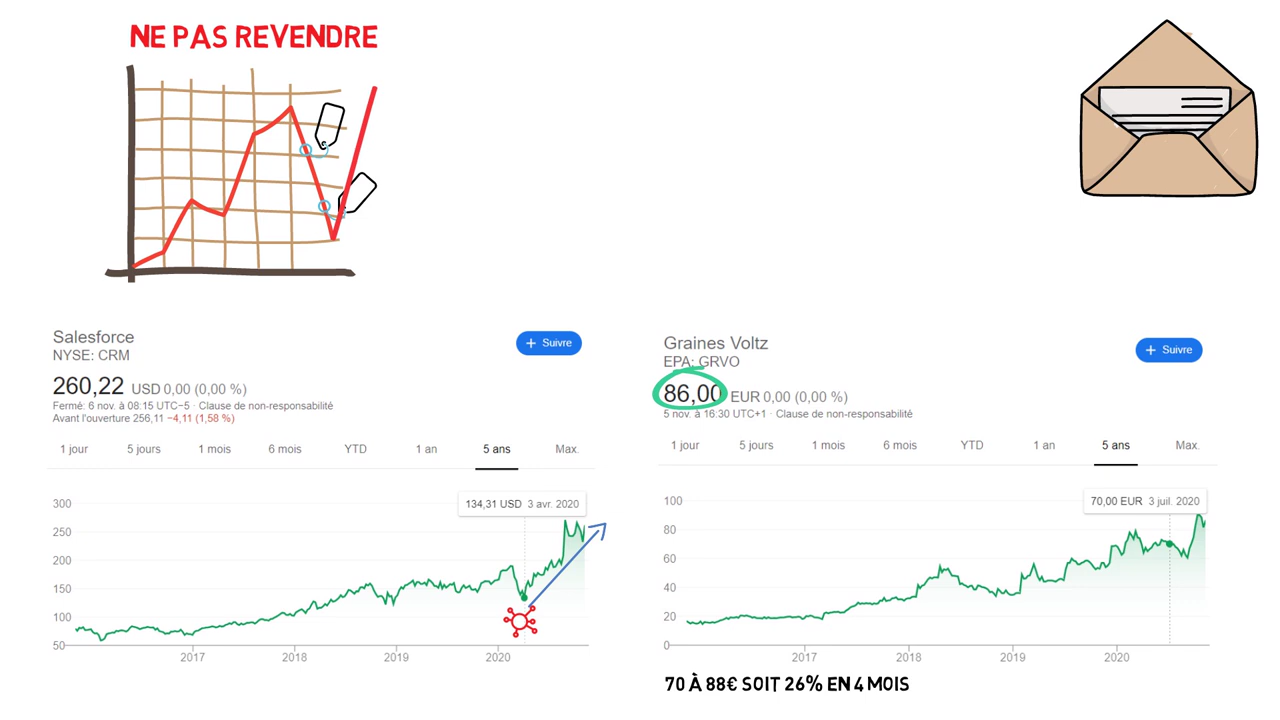 NE PAS REVENDRE
Salesforce
NYSE: CRM
+ Suivre
260,22 USD 0,00 (0,00 %)
Fermé: 6 nov. à 08:15 UTC−5 · Clause de non-responsabilité
Avant l'ouverture 256,11 −4,11 (1,58 %)
1 jour 5 jours 1 mois 6 mois YTD 1 an 5 ans Max.
134,31 USD 3 avr. 2020
300
250
200
150
100
50
2017 2018 2019 2020
Graines Voltz
EPA: GRVO
+ Suivre
86,00 EUR 0,00 (0,00 %)
5 nov. à 16:30 UTC+1 · Clause de non-responsabilité
1 jour 5 jours 1 mois 6 mois YTD 1 an 5 ans Max.
70,00 EUR 3 juil. 2020
100
80
60
40
20
0
2017 2018 2019 2020
70 À 88€ SOIT 26% EN 4 MOIS